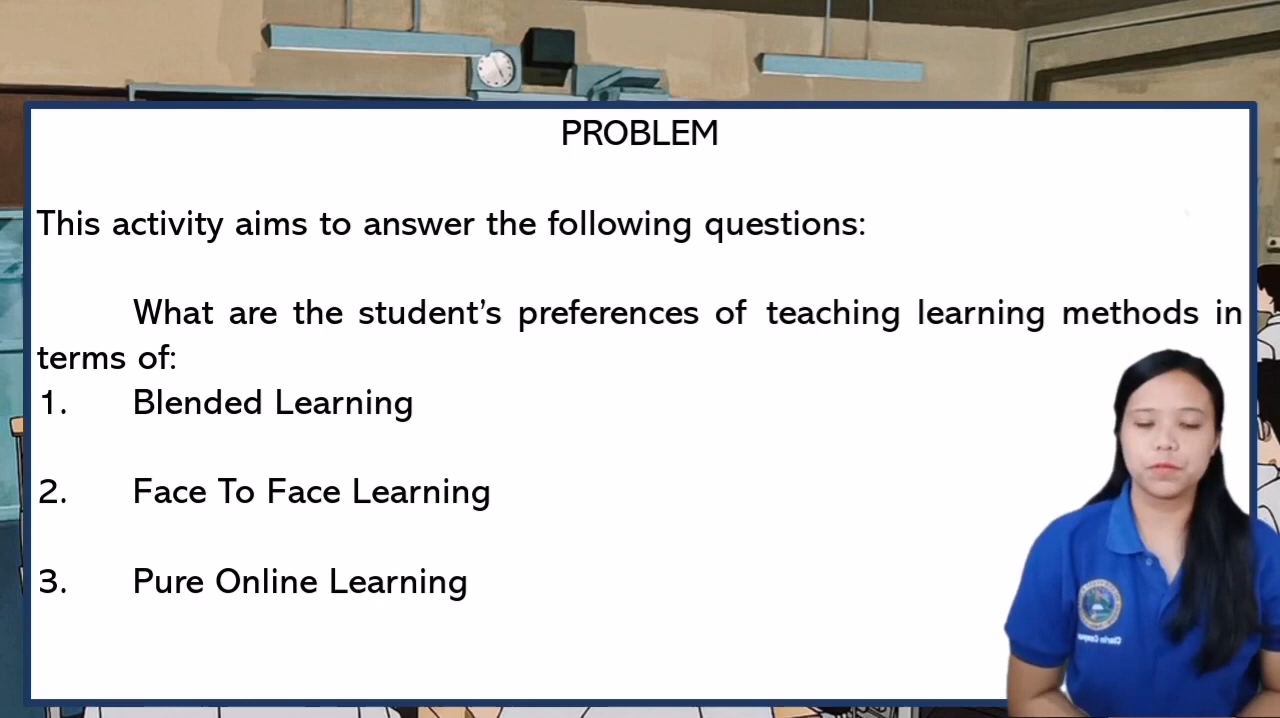 PROBLEM
This activity aims to answer the following questions:
What are the student’s preferences of teaching learning methods in
terms of:
1. Blended Learning
2. Face To Face Learning
3. Pure Online Learning